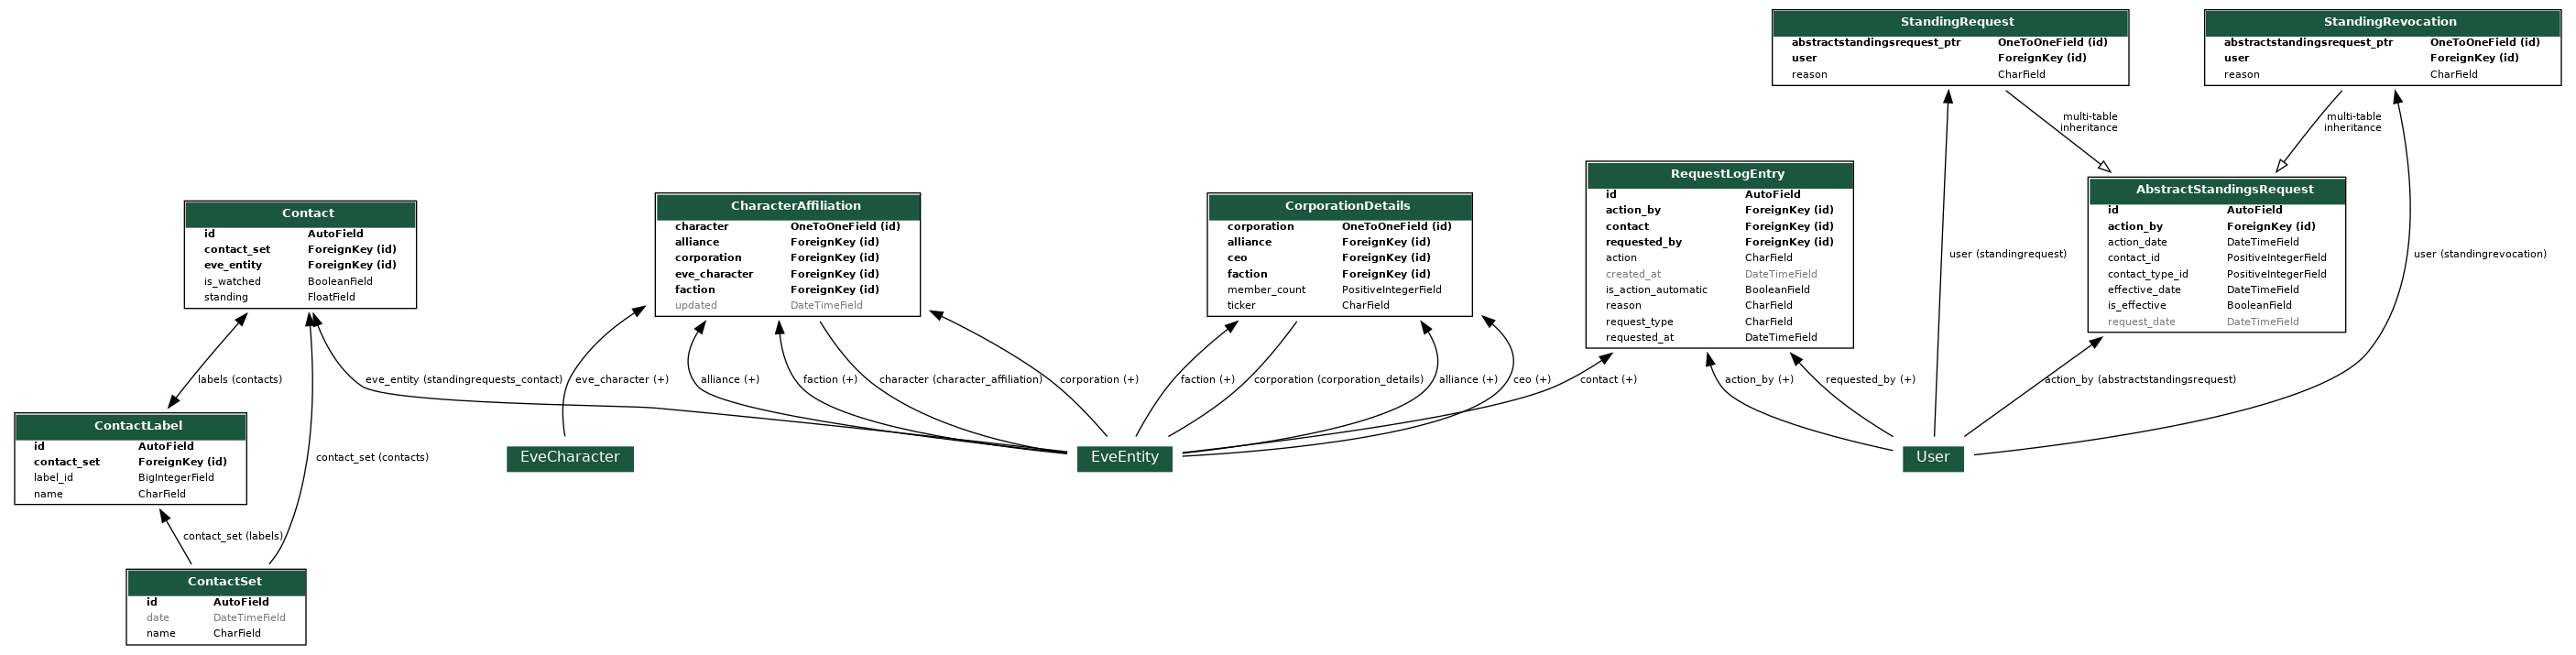 StandingRequest
abstractstandingsrequest_ptr OneToOneField (id)
user ForeignKey (id)
reason CharField
StandingRevocation
abstractstandingsrequest_ptr OneToOneField (id)
user ForeignKey (id)
reason CharField
multi-table
inheritance
multi-table
inheritance
Contact
id AutoField
contact_set ForeignKey (id)
eve_entity ForeignKey (id)
is_watched BooleanField
standing FloatField
CharacterAffiliation
character OneToOneField (id)
alliance ForeignKey (id)
corporation ForeignKey (id)
eve_character ForeignKey (id)
faction ForeignKey (id)
updated DateTimeField
CorporationDetails
corporation OneToOneField (id)
alliance ForeignKey (id)
ceo ForeignKey (id)
faction ForeignKey (id)
member_count PositiveIntegerField
ticker CharField
RequestLogEntry
id AutoField
action_by ForeignKey (id)
contact ForeignKey (id)
requested_by ForeignKey (id)
action CharField
created_at DateTimeField
is_action_automatic BooleanField
reason CharField
request_type CharField
requested_at DateTimeField
AbstractStandingsRequest
id AutoField
action_by ForeignKey (id)
action_date DateTimeField
contact_id PositiveIntegerField
contact_type_id PositiveIntegerField
effective_date DateTimeField
is_effective BooleanField
request_date DateTimeField
user (standingrequest)
user (standingrevocation)
labels (contacts)
eve_entity (standingrequests_contact)
eve_character (+)
alliance (+)
faction (+)
character (character_affiliation)
corporation (+)
faction (+)
corporation (corporation_details)
alliance (+)
ceo (+)
contact (+)
action_by (+)
requested_by (+)
action_by (abstractstandingsrequest)
ContactLabel
id AutoField
contact_set ForeignKey (id)
label_id BigIntegerField
name CharField
contact_set (contacts)
EveCharacter
EveEntity
User
contact_set (labels)
ContactSet
id AutoField
date DateTimeField
name CharField